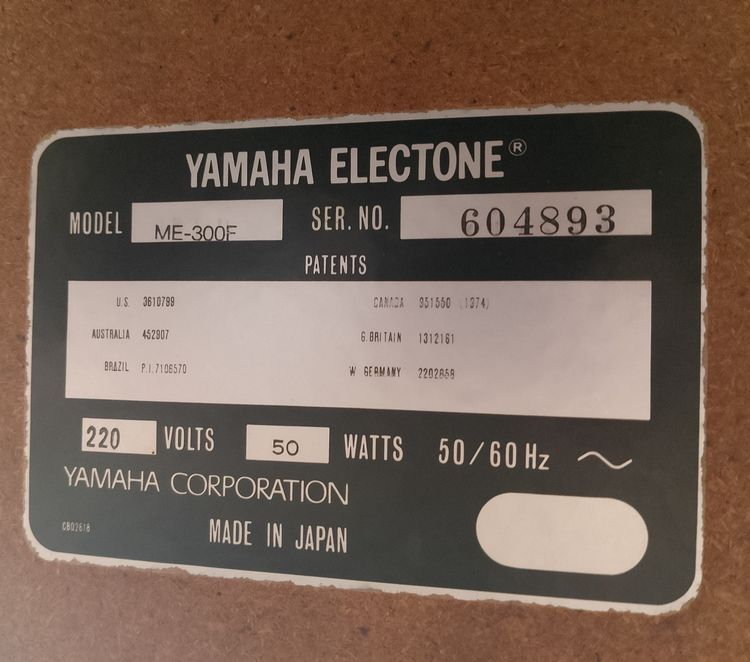 YAMAHA ELECTONE®
MODEL ME-300F SER. NO. 604893
PATENTS
U.S. 3610799 CANADA 951550 (1974)
AUSTRALIA 452907 G.BRITAIN 1312161
BRAZIL P.I.7106570 W GERMANY 2202658
220 VOLTS 50 WATTS 50/60Hz ~
YAMAHA CORPORATION
CB02618 MADE IN JAPAN